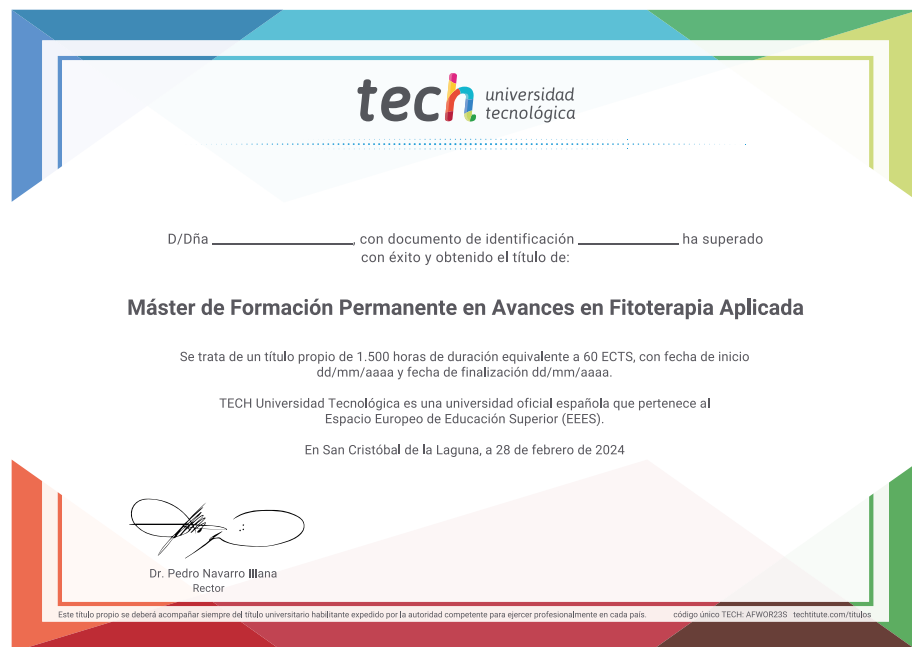 tech universidad
tecnológica
D/Dña ______________, con documento de identificación ____________ ha superado
con éxito y obtenido el título de:
Máster de Formación Permanente en Avances en Fitoterapia Aplicada
Se trata de un título propio de 1.500 horas de duración equivalente a 60 ECTS, con fecha de inicio
dd/mm/aaaa y fecha de finalización dd/mm/aaaa.
TECH Universidad Tecnológica es una universidad oficial española que pertenece al
Espacio Europeo de Educación Superior (EEES).
En San Cristóbal de la Laguna, a 28 de febrero de 2024
Dr. Pedro Navarro Illana
Rector
Este título propio se deberá acompañar siempre del título universitario habilitante expedido por la autoridad competente para ejercer profesionalmente en cada país. código único TECH: AFWOR23S techtitute.com/titulos